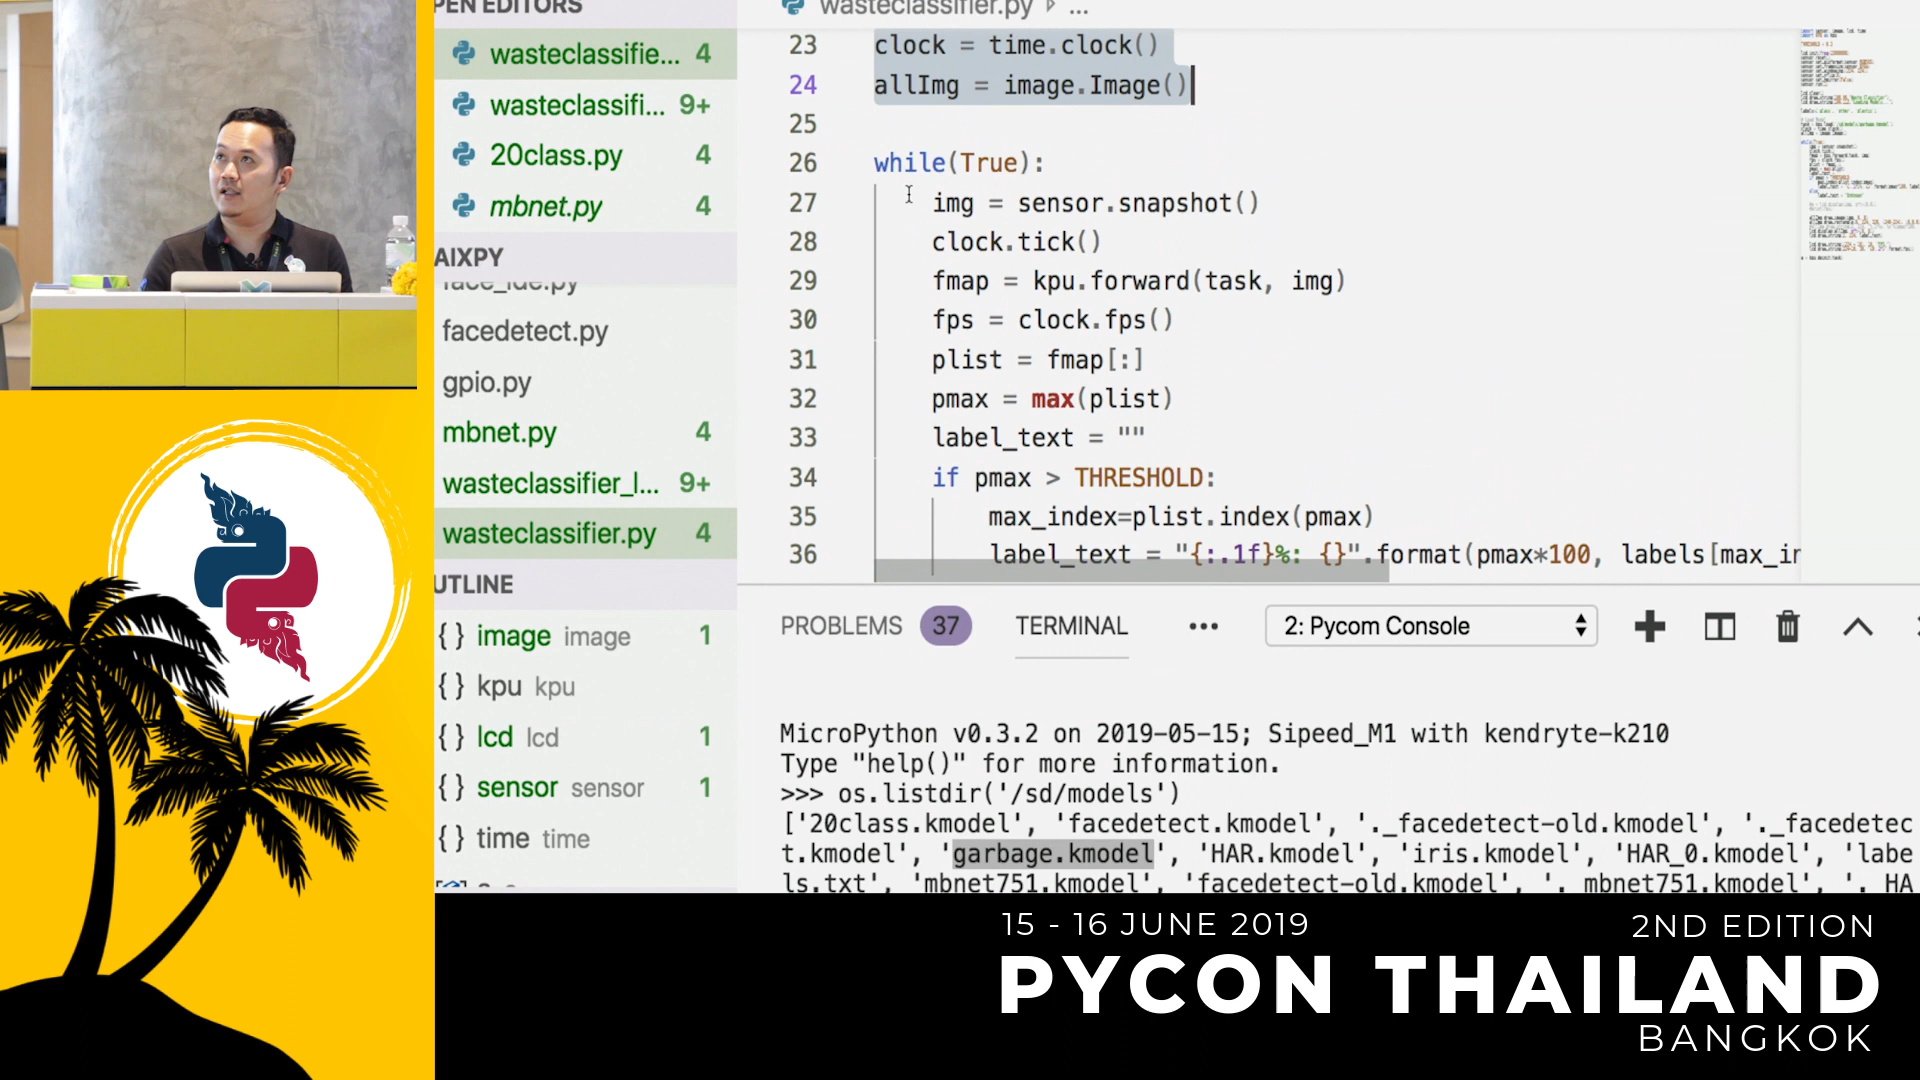 PEN EDITORS
wasteclassifie... 4
wasteclassifi... 9+
20class.py 4
mbnet.py 4
AIXPY
face_ide.py
facedetect.py
gpio.py
mbnet.py 4
wasteclassifier_l... 9+
wasteclassifier.py 4
UTLINE
{ } image image 1
{ } kpu kpu
{ } lcd lcd 1
{ } sensor sensor 1
{ } time time
wasteclassifier.py ...
23 clock = time.clock()
24 allImg = image.Image()
25
26 while(True):
27 img = sensor.snapshot()
28 clock.tick()
29 fmap = kpu.forward(task, img)
30 fps = clock.fps()
31 plist = fmap[:]
32 pmax = max(plist)
33 label_text = ""
34 if pmax > THRESHOLD:
35 max_index=plist.index(pmax)
36 label_text = "{:.1f}%: {}".format(pmax*100, labels[max_in
PROBLEMS 37 TERMINAL ... 2: Pycom Console
MicroPython v0.3.2 on 2019-05-15; Sipeed_M1 with kendryte-k210
Type "help()" for more information.
>>> os.listdir('/sd/models')
['20class.kmodel', 'facedetect.kmodel', '._facedetect-old.kmodel', '._facedetec
t.kmodel', 'garbage.kmodel', 'HAR.kmodel', 'iris.kmodel', 'HAR_0.kmodel', 'labe
ls.txt', 'mbnet751.kmodel', 'facedetect-old.kmodel', '._mbnet751.kmodel', '._HA
15 - 16 JUNE 2019
2ND EDITION
PYCON THAILAND
BANGKOK